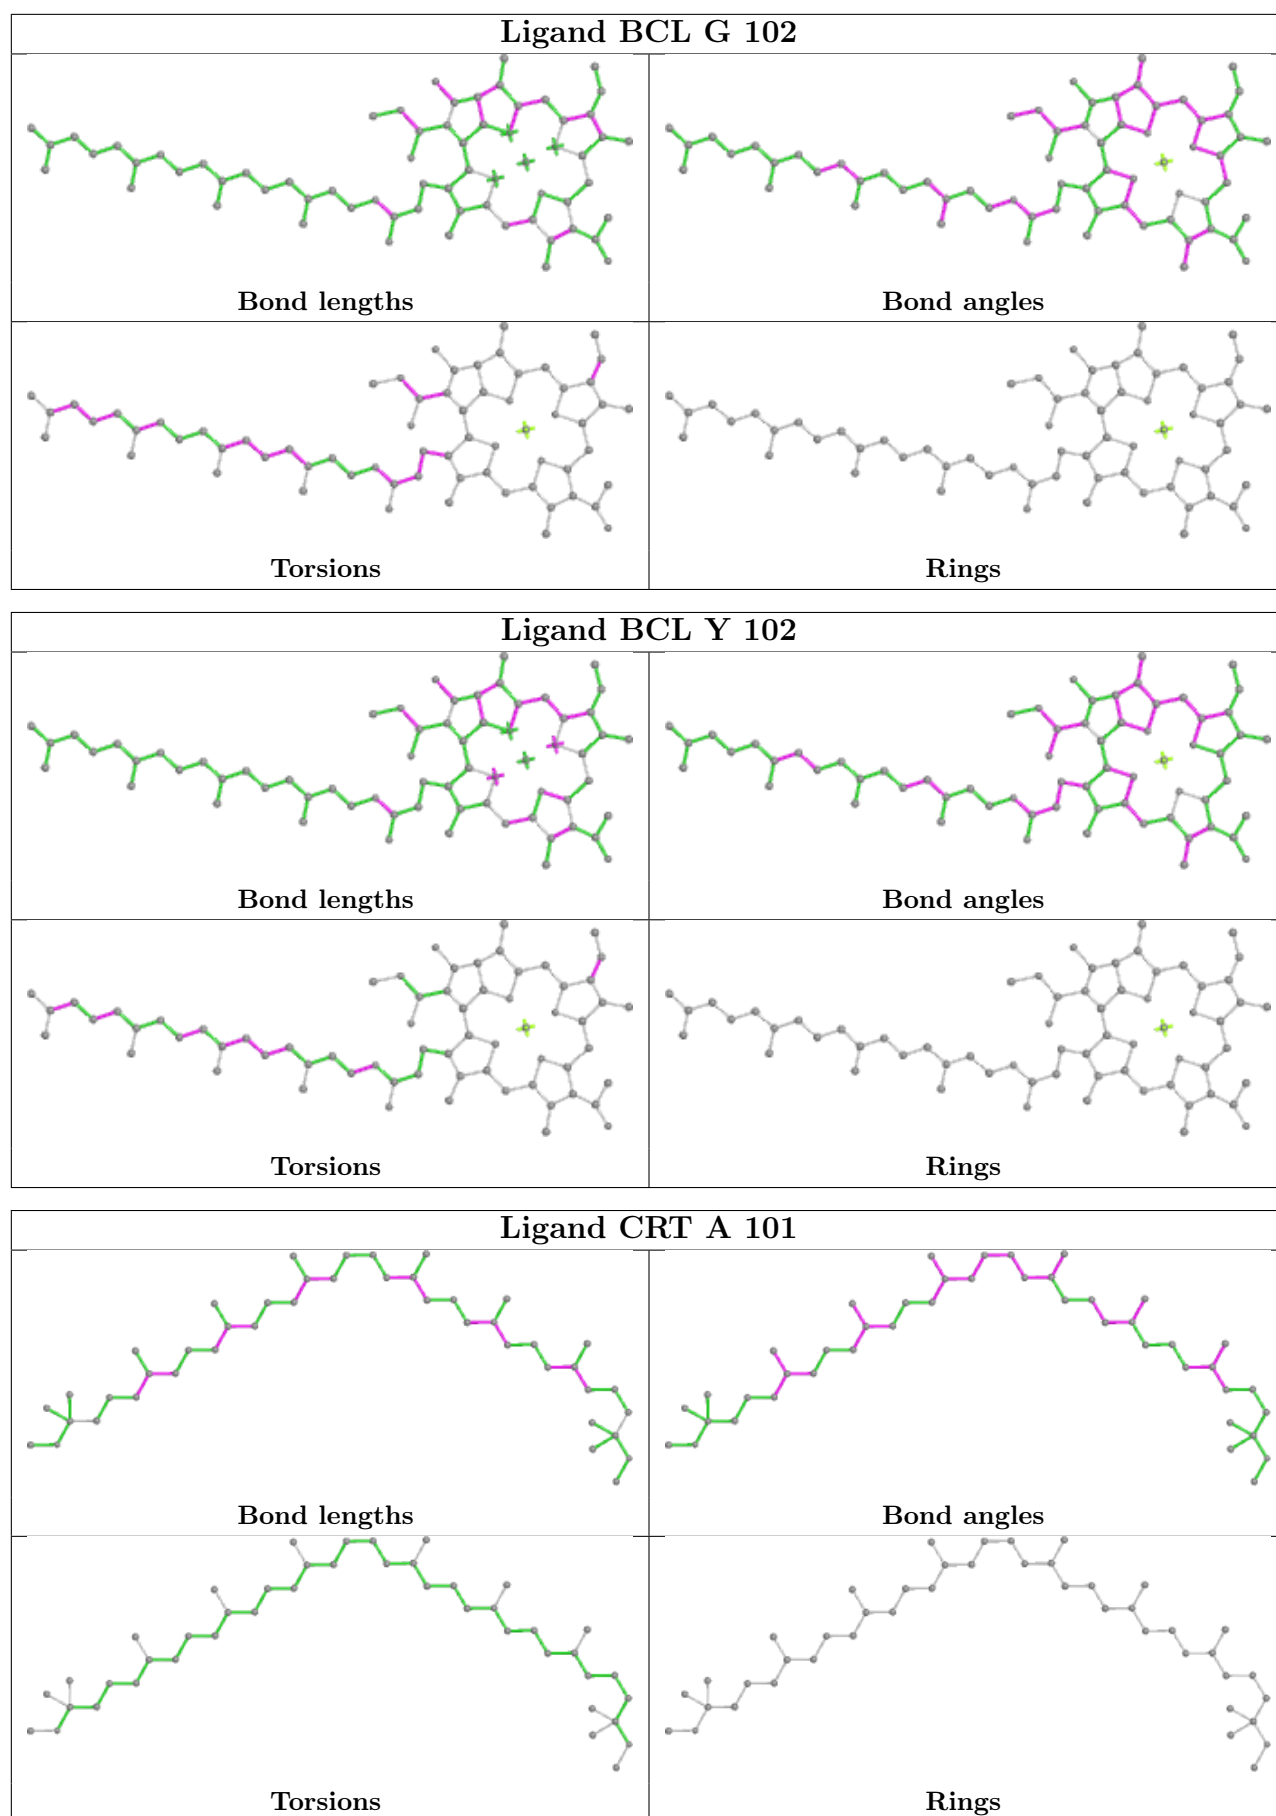 Ligand BCL G 102
Bond lengths
Bond angles
Torsions
Rings
Ligand BCL Y 102
Bond lengths
Bond angles
Torsions
Rings
Ligand CRT A 101
Bond lengths
Bond angles
Torsions
Rings